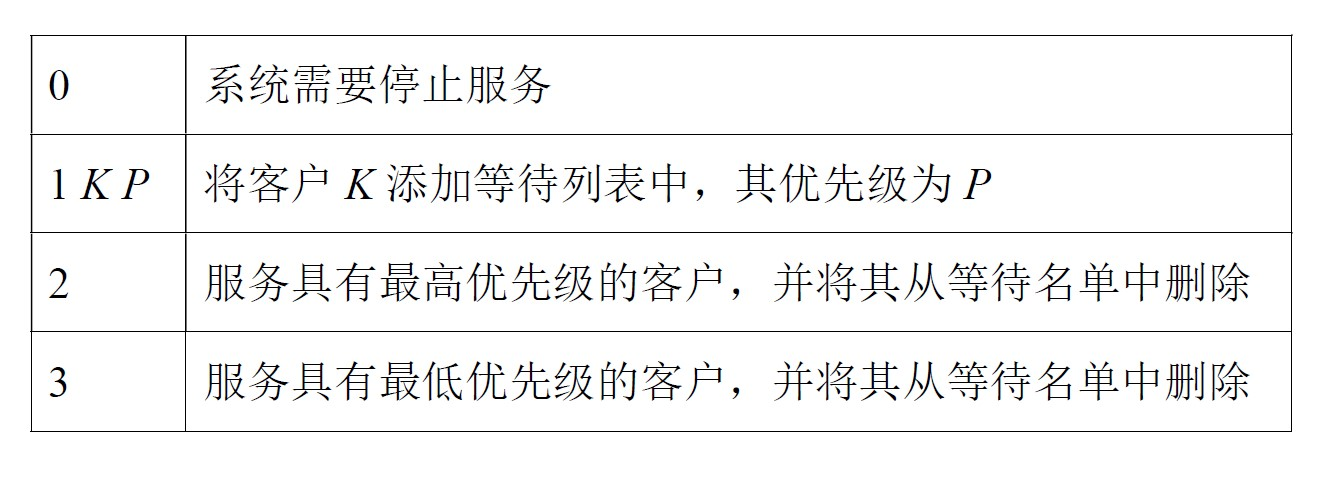 0 系统需要停止服务
1 K P 将客户 K 添加等待列表中，其优先级为 P
2 服务具有最高优先级的客户，并将其从等待名单中删除
3 服务具有最低优先级的客户，并将其从等待名单中删除